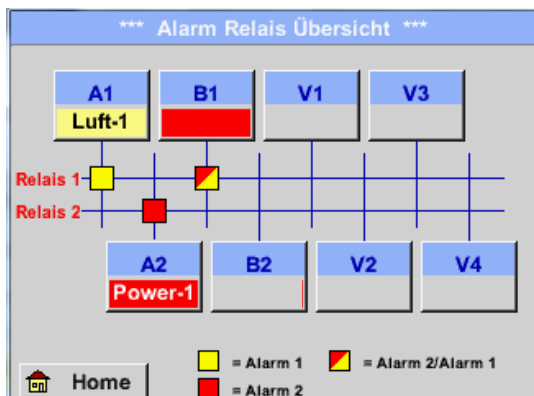 *** Alarm Relais Übersicht ***
A1 B1 V1 V3
Luft-1
Relais 1
Relais 2
A2 B2 V2 V4
Power-1
= Alarm 1 = Alarm 2/Alarm 1
Home = Alarm 2